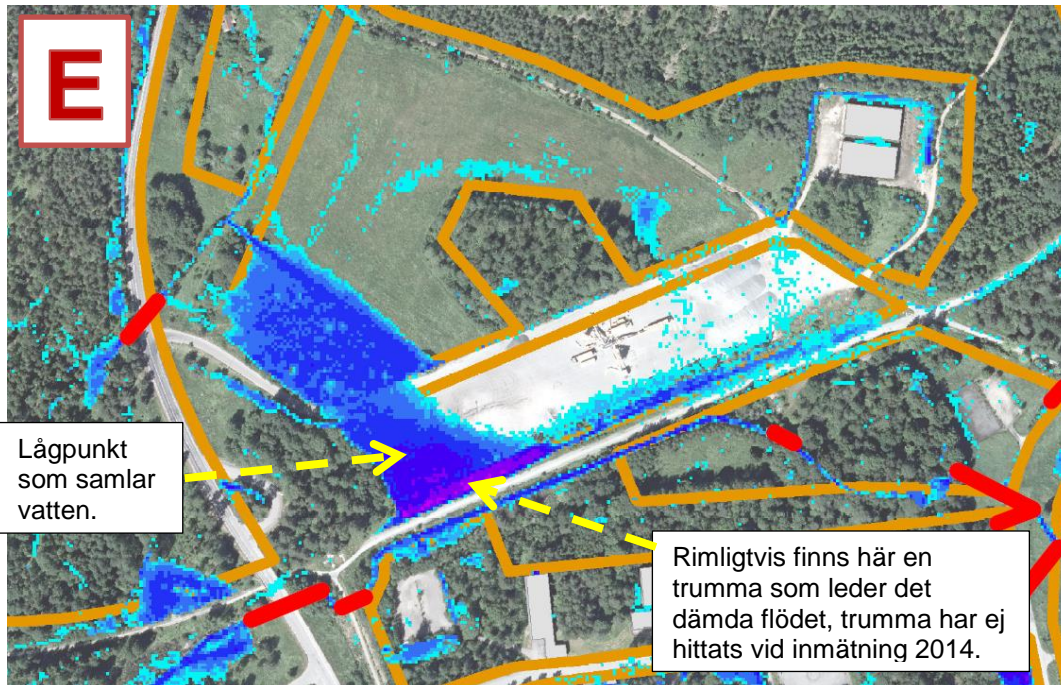 E
Lågpunkt
som samlar
vatten.
Rimligtvis finns här en
trumma som leder det
dämda flödet, trumma har ej
hittats vid inmätning 2014.